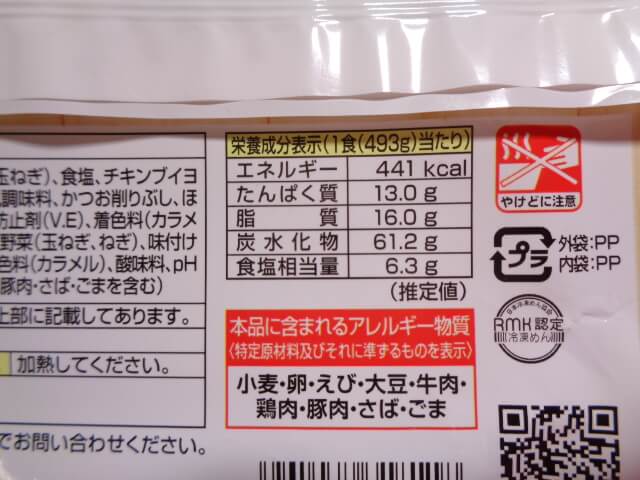 玉ねぎ)、食塩、チキンブイヨ
調味料、かつお削りぶし、ほ
防止剤(V.E)、着色料(カラメ
野菜(玉ねぎ、ねぎ)、味付け
色料(カラメル)、酸味料、pH
豚肉・さば・ごまを含む)
上部に記載してあります。
加熱してください。
でお問い合わせください。
栄養成分表示(1食(493g)当たり)
エネルギー 441 kcal
たんぱく質 13.0 g
脂質 16.0 g
炭水化物 61.2 g
食塩相当量 6.3 g
(推定値)
本品に含まれるアレルギー物質
〈特定原材料及びそれに準ずるものを表示〉
小麦・卵・えび・大豆・牛肉・
鶏肉・豚肉・さば・ごま
やけどに注意
プラ
外袋:PP
内袋:PP
日本冷凍めん協会
RMK認定
冷凍めん